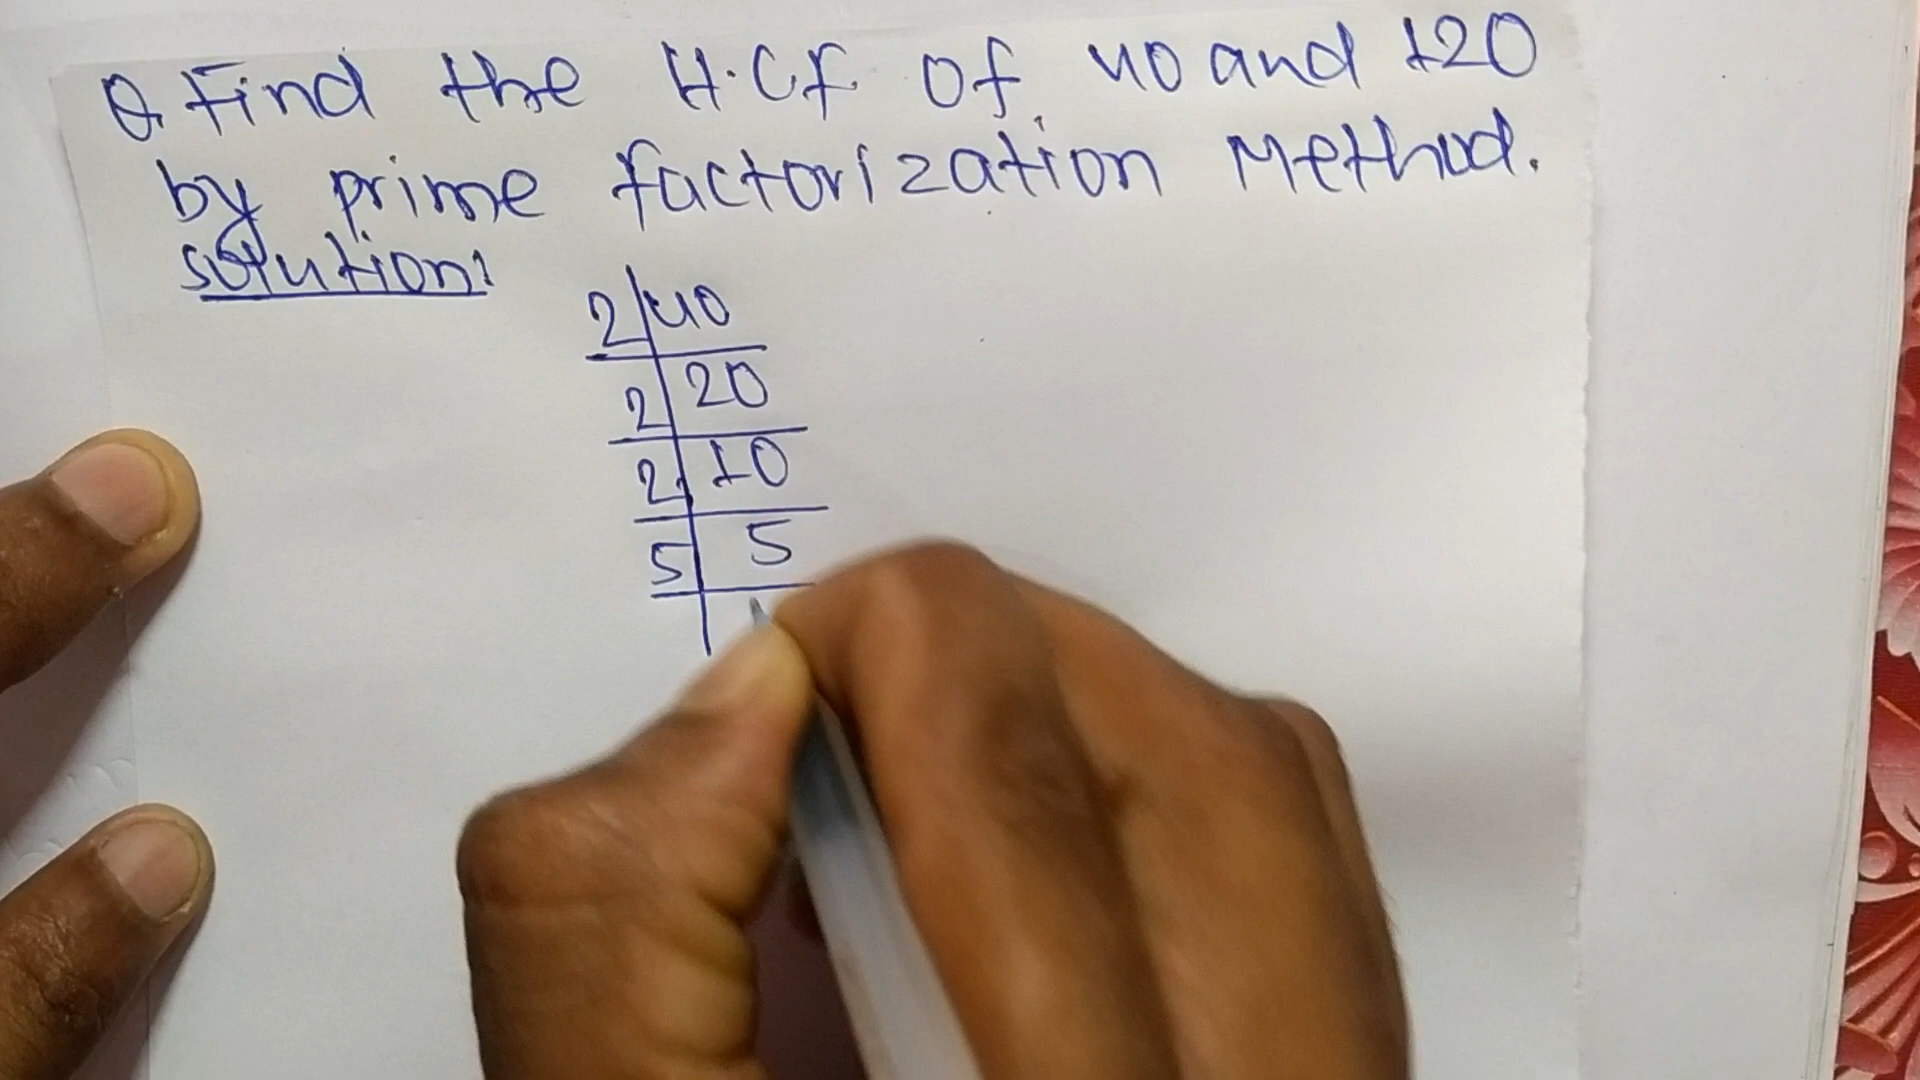 Q. Find the H.C.F. of 40 and 120
by prime factorization Method.
solution:
2 | 40
2 | 20
2 | 10
5 | 5